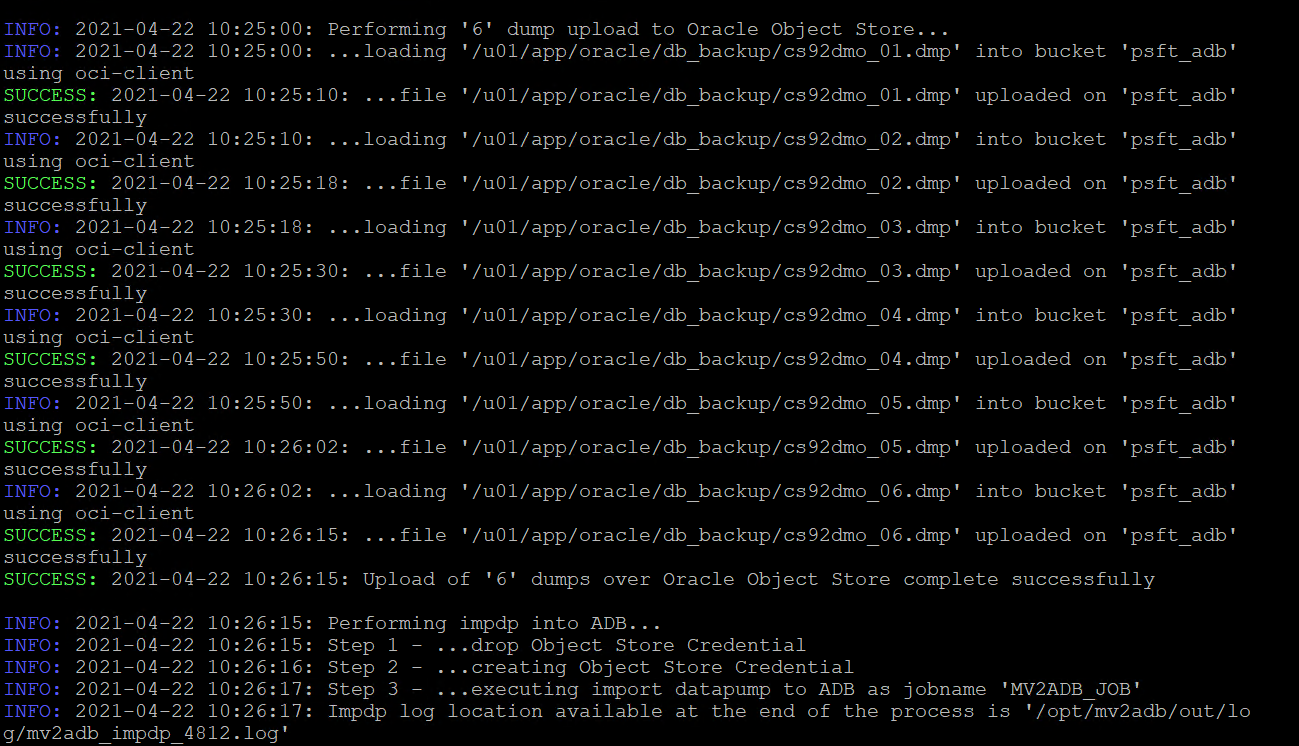 INFO: 2021-04-22 10:25:00: Performing '6' dump upload to Oracle Object Store...
INFO: 2021-04-22 10:25:00: ...loading '/u01/app/oracle/db_backup/cs92dmo_01.dmp' into bucket 'psft_adb'
using oci-client
SUCCESS: 2021-04-22 10:25:10: ...file '/u01/app/oracle/db_backup/cs92dmo_01.dmp' uploaded on 'psft_adb'
successfully
INFO: 2021-04-22 10:25:10: ...loading '/u01/app/oracle/db_backup/cs92dmo_02.dmp' into bucket 'psft_adb'
using oci-client
SUCCESS: 2021-04-22 10:25:18: ...file '/u01/app/oracle/db_backup/cs92dmo_02.dmp' uploaded on 'psft_adb'
successfully
INFO: 2021-04-22 10:25:18: ...loading '/u01/app/oracle/db_backup/cs92dmo_03.dmp' into bucket 'psft_adb'
using oci-client
SUCCESS: 2021-04-22 10:25:30: ...file '/u01/app/oracle/db_backup/cs92dmo_03.dmp' uploaded on 'psft_adb'
successfully
INFO: 2021-04-22 10:25:30: ...loading '/u01/app/oracle/db_backup/cs92dmo_04.dmp' into bucket 'psft_adb'
using oci-client
SUCCESS: 2021-04-22 10:25:50: ...file '/u01/app/oracle/db_backup/cs92dmo_04.dmp' uploaded on 'psft_adb'
successfully
INFO: 2021-04-22 10:25:50: ...loading '/u01/app/oracle/db_backup/cs92dmo_05.dmp' into bucket 'psft_adb'
using oci-client
SUCCESS: 2021-04-22 10:26:02: ...file '/u01/app/oracle/db_backup/cs92dmo_05.dmp' uploaded on 'psft_adb'
successfully
INFO: 2021-04-22 10:26:02: ...loading '/u01/app/oracle/db_backup/cs92dmo_06.dmp' into bucket 'psft_adb'
using oci-client
SUCCESS: 2021-04-22 10:26:15: ...file '/u01/app/oracle/db_backup/cs92dmo_06.dmp' uploaded on 'psft_adb'
successfully
SUCCESS: 2021-04-22 10:26:15: Upload of '6' dumps over Oracle Object Store complete successfully
INFO: 2021-04-22 10:26:15: Performing impdp into ADB...
INFO: 2021-04-22 10:26:15: Step 1 - ...drop Object Store Credential
INFO: 2021-04-22 10:26:16: Step 2 - ...creating Object Store Credential
INFO: 2021-04-22 10:26:17: Step 3 - ...executing import datapump to ADB as jobname 'MV2ADB_JOB'
INFO: 2021-04-22 10:26:17: Impdp log location available at the end of the process is '/opt/mv2adb/out/lo
g/mv2adb_impdp_4812.log'